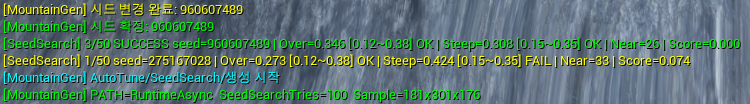 [MountainGen] 시드 변경 완료: 960607489
[MountainGen] 시드 확정: 960607489
[SeedSearch] 3/50 SUCCESS seed=960607489 | Over=0.346 [0.12~0.38] OK | Steep=0.308 [0.15~0.35] OK | Near=26 | Score=0.000
[SeedSearch] 1/50 seed=275167028 | Over=0.273 [0.12~0.38] OK | Steep=0.424 [0.15~0.35] FAIL | Near=33 | Score=0.074
[MountainGen] AutoTune/SeedSearch/생성 시작
[MountainGen] PATH=RuntimeAsync  SeedSearchTries=100  Sample=181x301x176